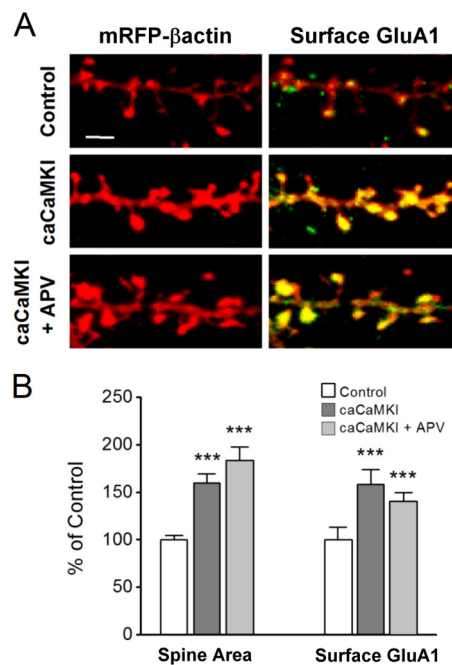 A
mRFP-βactin Surface GluA1
Control
caCaMKI
caCaMKI
+ APV
B
250
200
150
100
50
0
% of Control
Control
caCaMKI
caCaMKI + APV
*** *** *** ***
Spine Area Surface GluA1